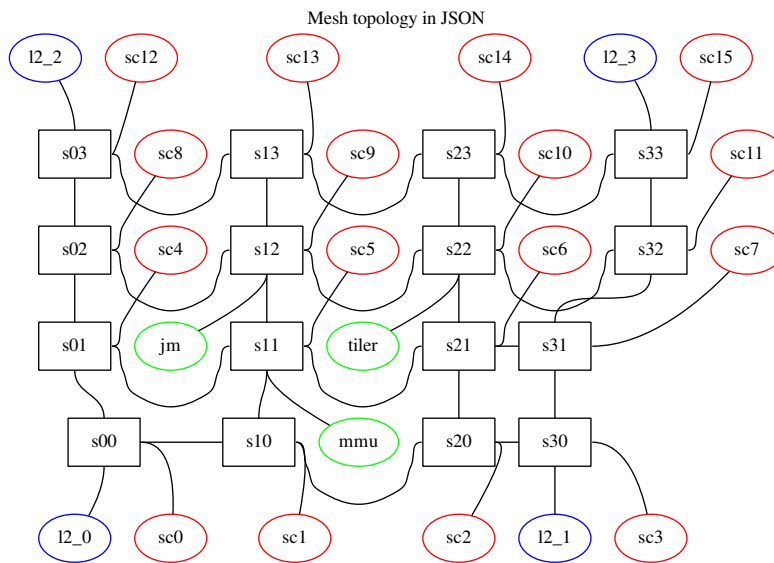 Mesh topology in JSON
l2_2 sc12 sc13 sc14 l2_3 sc15
s03 sc8 s13 sc9 s23 sc10 s33 sc11
s02 sc4 s12 sc5 s22 sc6 s32 sc7
s01 jm s11 tiler s21 s31
s00 s10 mmu s20 s30
l2_0 sc0 sc1 sc2 l2_1 sc3